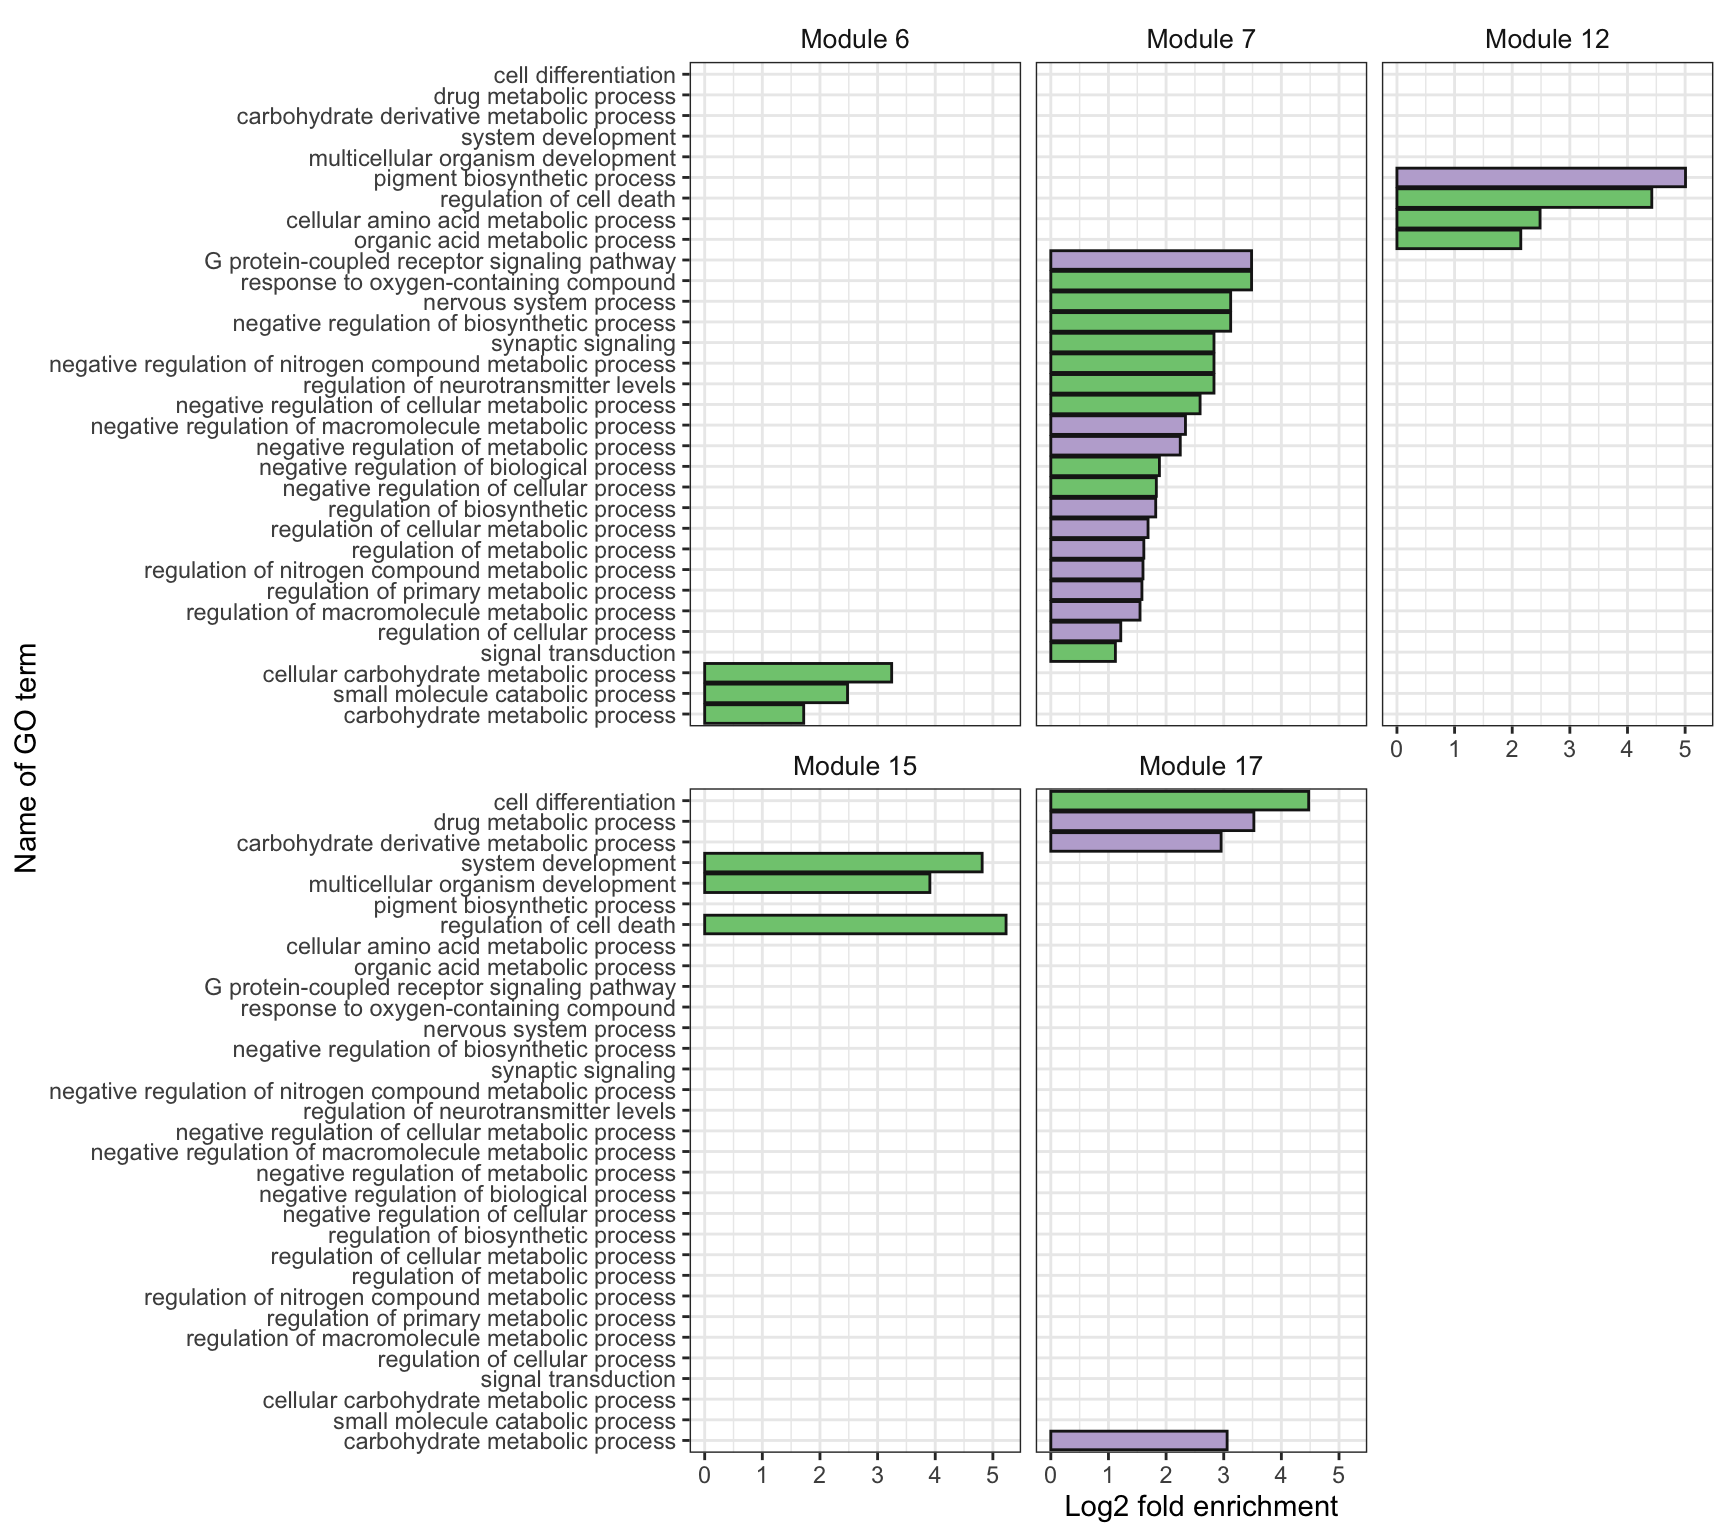 Module 6
Module 7
Module 12
cell differentiation
drug metabolic process
carbohydrate derivative metabolic process
system development
multicellular organism development
pigment biosynthetic process
regulation of cell death
cellular amino acid metabolic process
organic acid metabolic process
G protein-coupled receptor signaling pathway
response to oxygen-containing compound
nervous system process
negative regulation of biosynthetic process
synaptic signaling
negative regulation of nitrogen compound metabolic process
regulation of neurotransmitter levels
negative regulation of cellular metabolic process
negative regulation of macromolecule metabolic process
negative regulation of metabolic process
negative regulation of biological process
negative regulation of cellular process
regulation of biosynthetic process
regulation of cellular metabolic process
regulation of metabolic process
regulation of nitrogen compound metabolic process
regulation of primary metabolic process
regulation of macromolecule metabolic process
regulation of cellular process
signal transduction
cellular carbohydrate metabolic process
small molecule catabolic process
carbohydrate metabolic process
0 1 2 3 4 5
Name of GO term
Module 15
Module 17
cell differentiation
drug metabolic process
carbohydrate derivative metabolic process
system development
multicellular organism development
pigment biosynthetic process
regulation of cell death
cellular amino acid metabolic process
organic acid metabolic process
G protein-coupled receptor signaling pathway
response to oxygen-containing compound
nervous system process
negative regulation of biosynthetic process
synaptic signaling
negative regulation of nitrogen compound metabolic process
regulation of neurotransmitter levels
negative regulation of cellular metabolic process
negative regulation of macromolecule metabolic process
negative regulation of metabolic process
negative regulation of biological process
negative regulation of cellular process
regulation of biosynthetic process
regulation of cellular metabolic process
regulation of metabolic process
regulation of nitrogen compound metabolic process
regulation of primary metabolic process
regulation of macromolecule metabolic process
regulation of cellular process
signal transduction
cellular carbohydrate metabolic process
small molecule catabolic process
carbohydrate metabolic process
0 1 2 3 4 5
0 1 2 3 4 5
Log2 fold enrichment